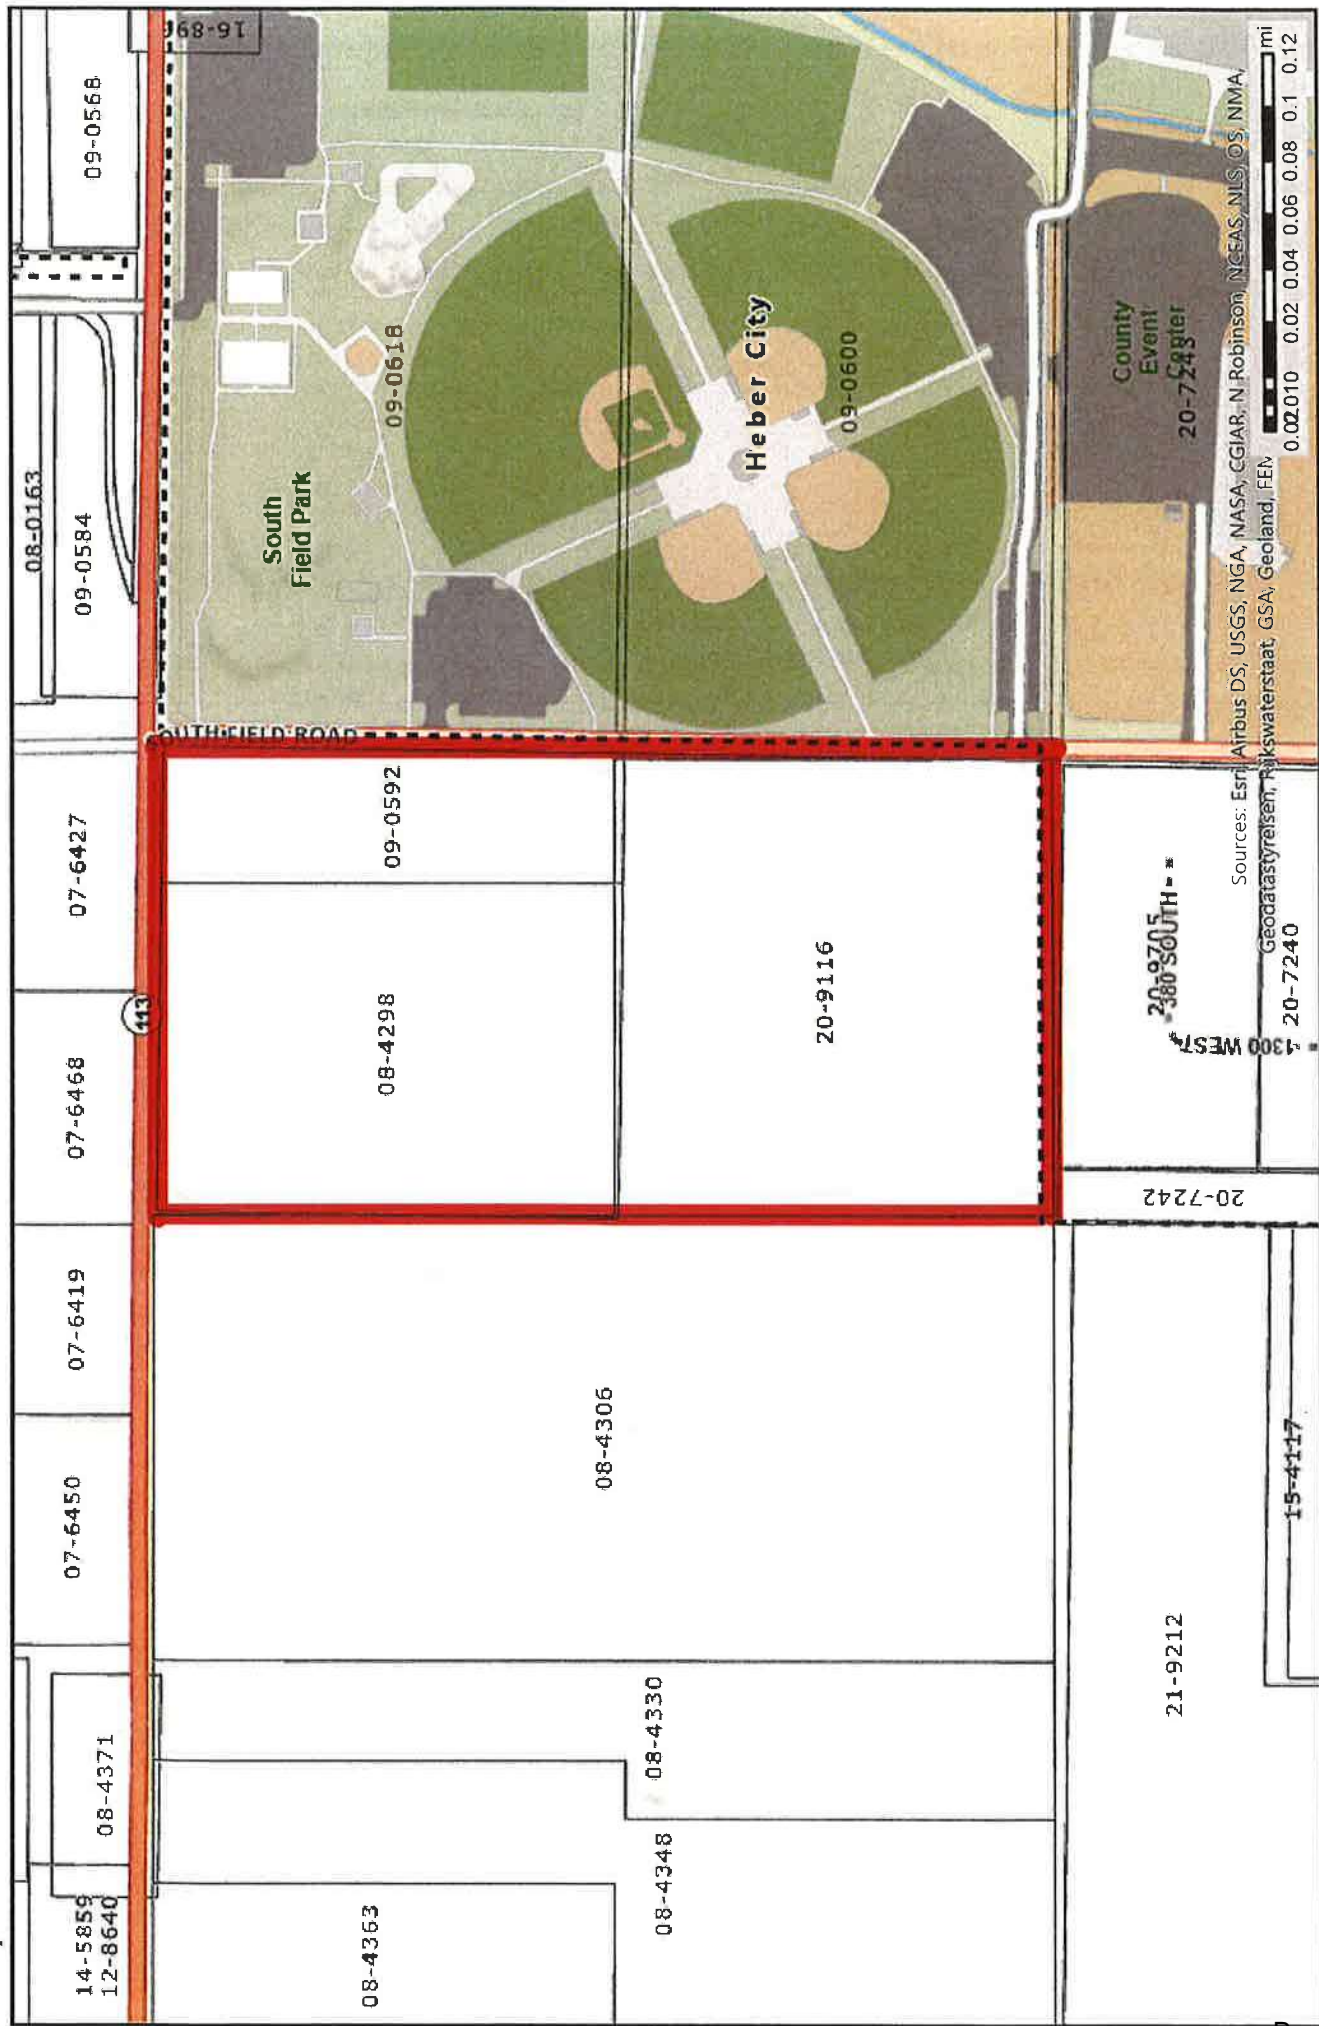 14-5859
12-8640
08-4371
07-6450
07-6419
07-6468
07-6427
08-0163
09-0584
09-0568
113
OUTH FIELD ROAD
08-4363
08-4348
08-4330
08-4306
08-4298
09-0592
20-9116
South
Field Park
09-0618
Heber City
09-0600
County
Event
Center
20-7243
21-9212
15-4117
20-7242
20-9705
380 SOUTH
1300 WEST
20-7240
Sources: Esri, Airbus DS, USGS, NGA, NASA, CGIAR, N Robinson, NCEAS, NLS, OS, NMA,
Geodatastyrelsen, Rijkswaterstaat, GSA, Geoland, FEM
0.02010 0.02 0.04 0.06 0.08 0.1 0.12
mi